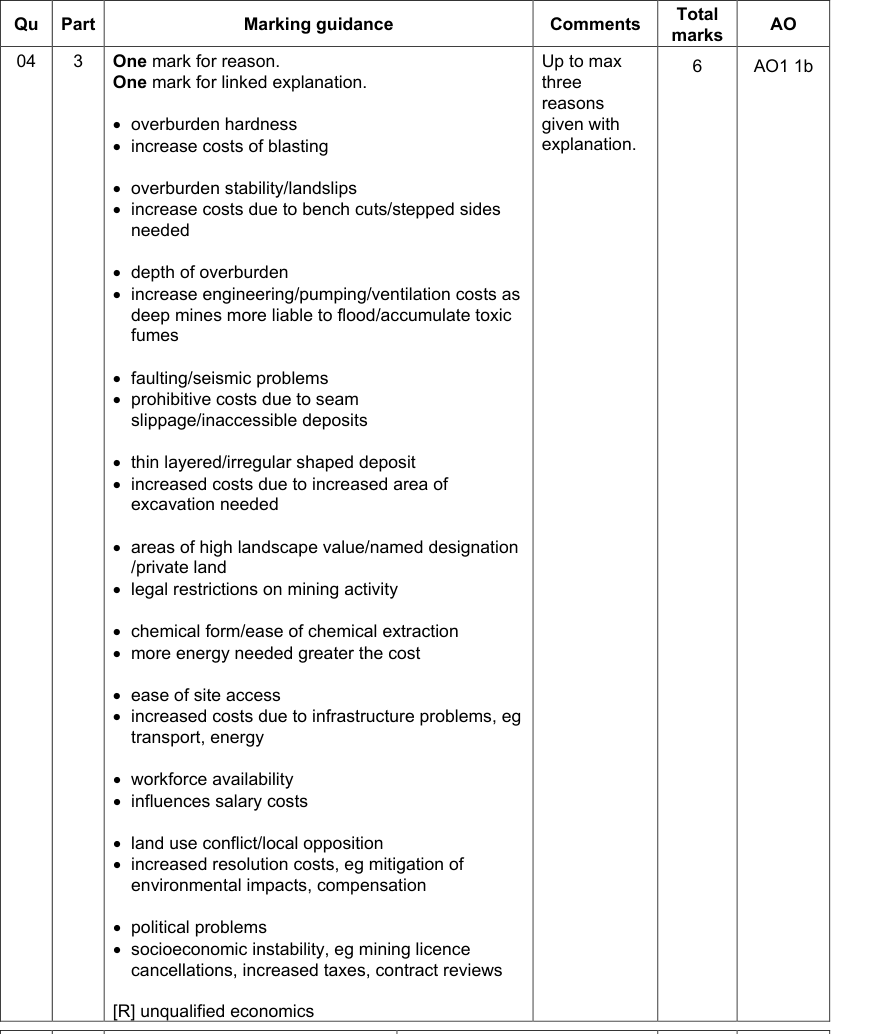 Qu Part Marking guidance Comments Total marks AO
04 3 One mark for reason. Up to max 6 AO1 1b
One mark for linked explanation. three
reasons
• overburden hardness given with
• increase costs of blasting explanation.
• overburden stability/landslips
• increase costs due to bench cuts/stepped sides
needed
• depth of overburden
• increase engineering/pumping/ventilation costs as
deep mines more liable to flood/accumulate toxic
fumes
• faulting/seismic problems
• prohibitive costs due to seam
slippage/inaccessible deposits
• thin layered/irregular shaped deposit
• increased costs due to increased area of
excavation needed
• areas of high landscape value/named designation
/private land
• legal restrictions on mining activity
• chemical form/ease of chemical extraction
• more energy needed greater the cost
• ease of site access
• increased costs due to infrastructure problems, eg
transport, energy
• workforce availability
• influences salary costs
• land use conflict/local opposition
• increased resolution costs, eg mitigation of
environmental impacts, compensation
• political problems
• socioeconomic instability, eg mining licence
cancellations, increased taxes, contract reviews
[R] unqualified economics